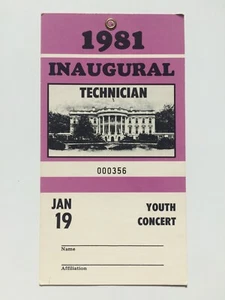 1981
INAUGURAL
TECHNICIAN
000356
JAN YOUTH
19 CONCERT
Name
Affiliation